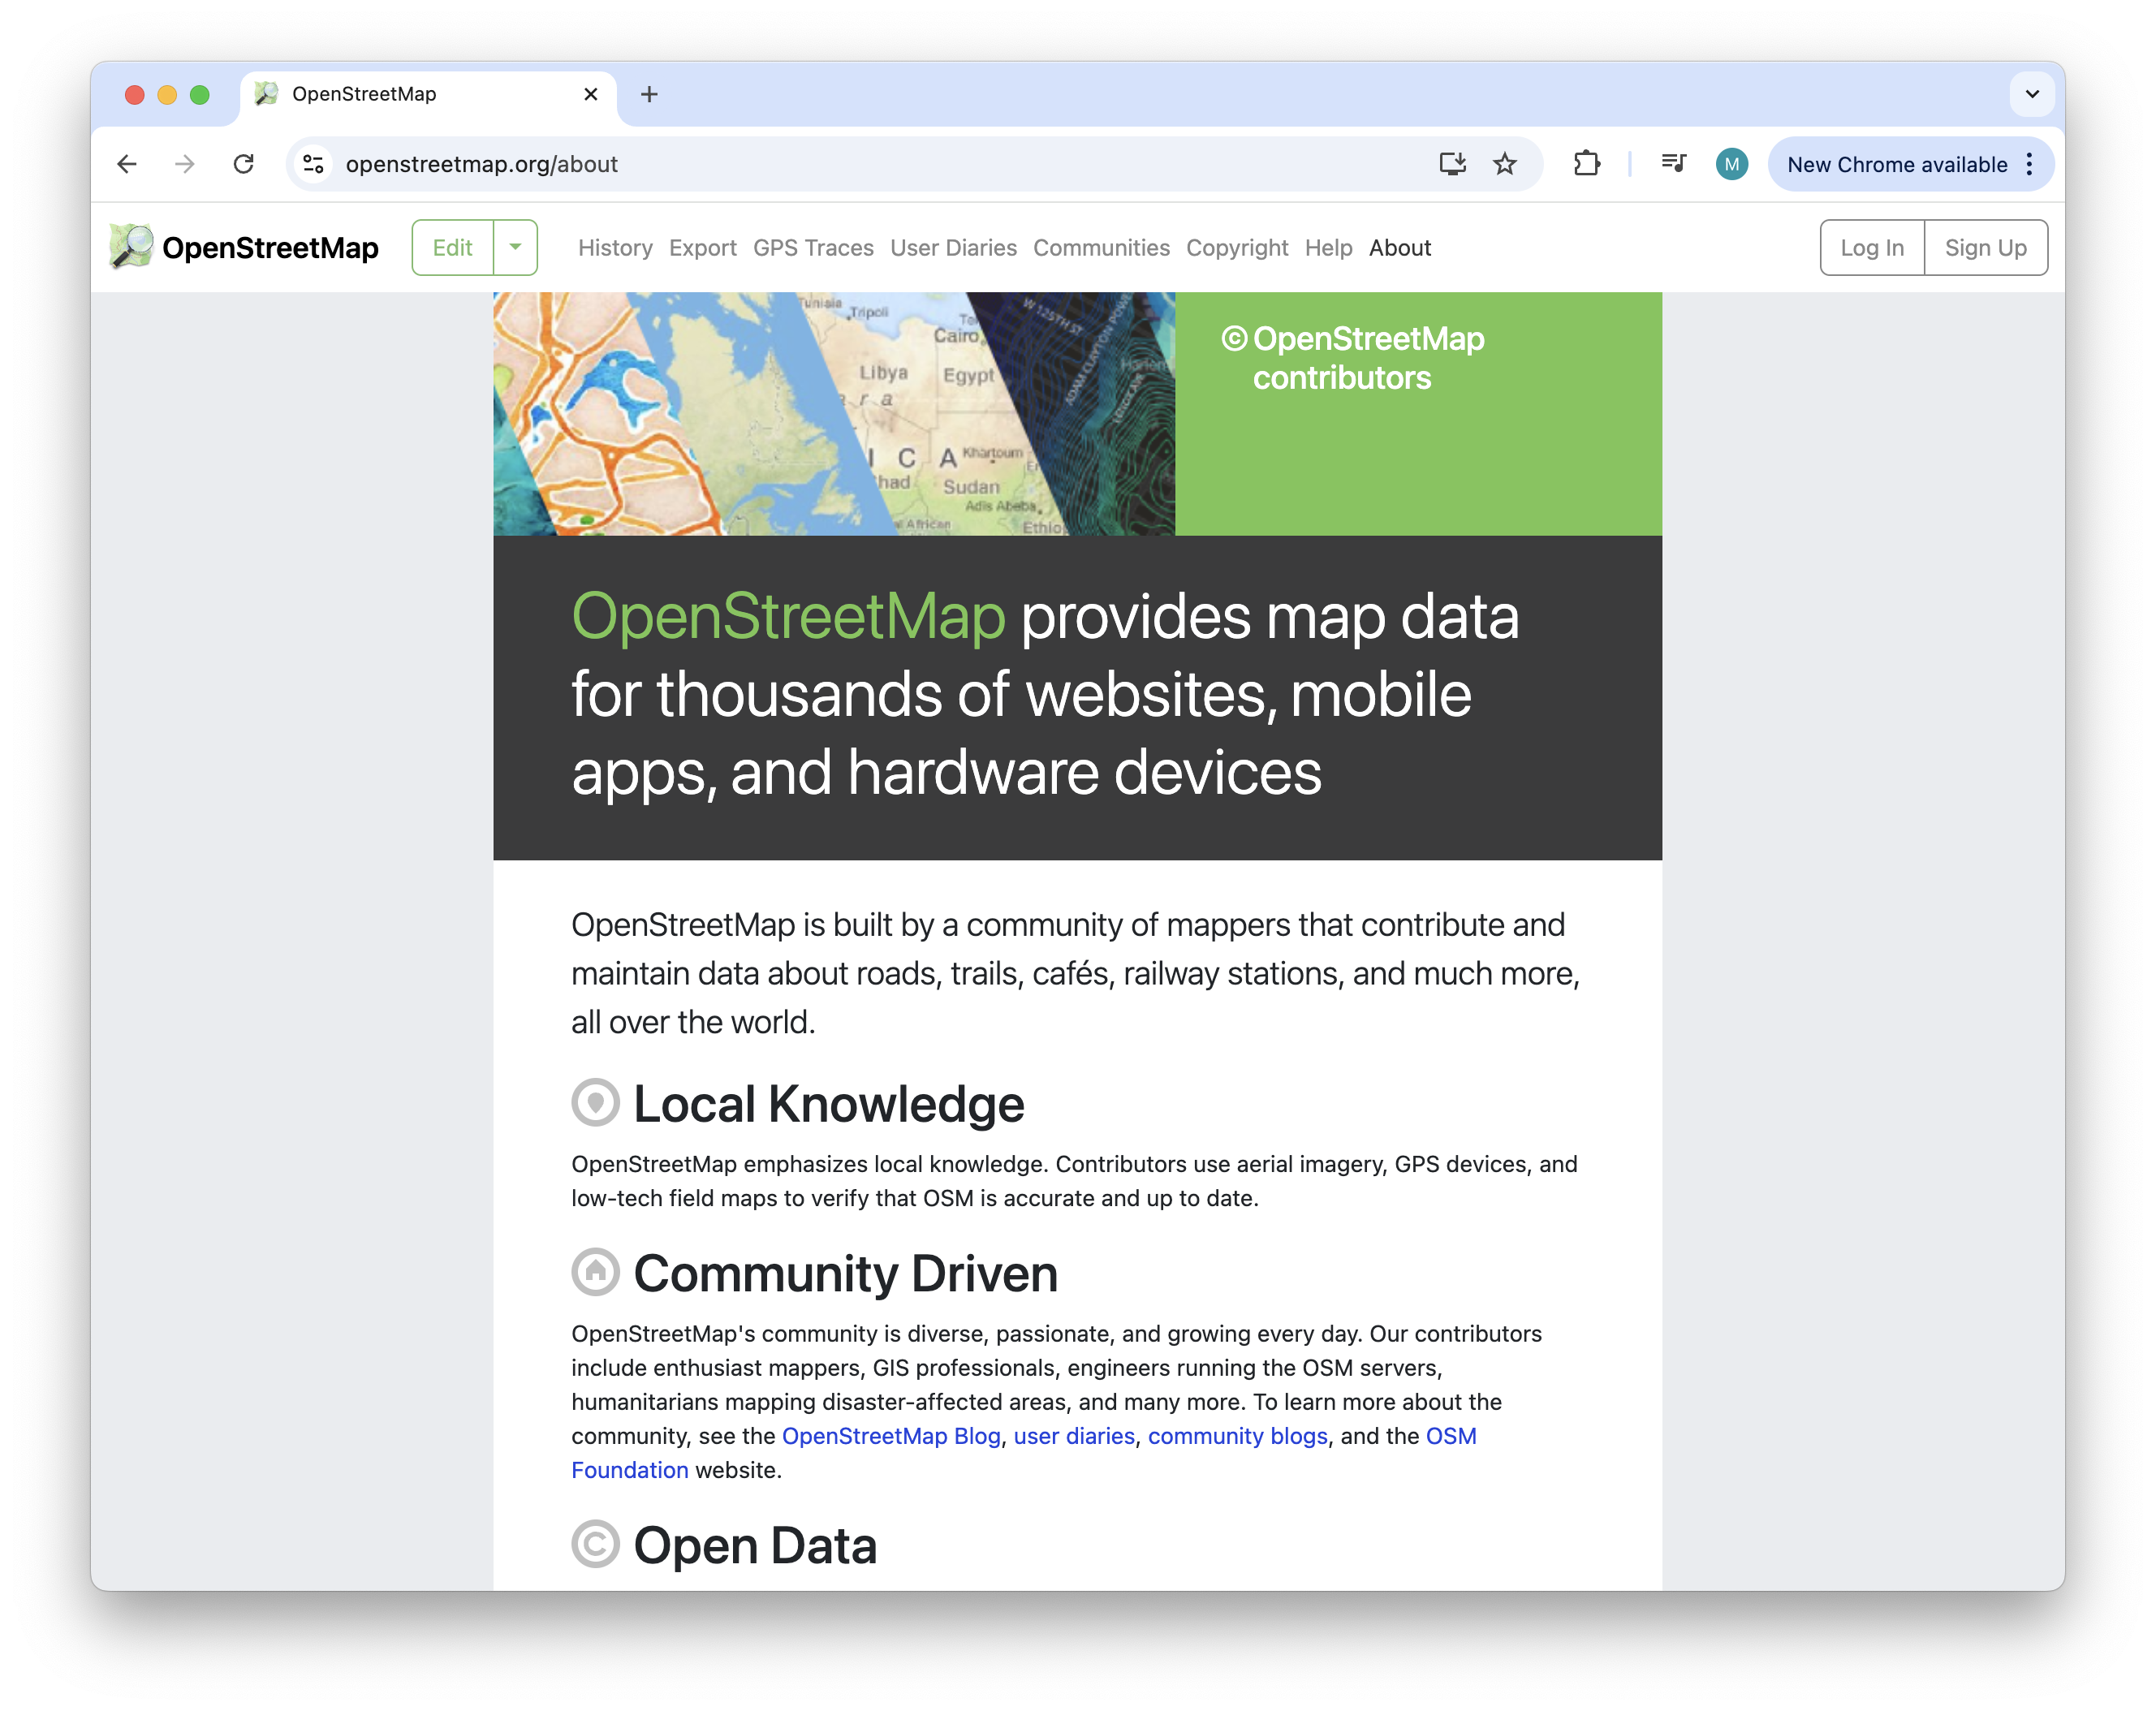 OpenStreetMap
openstreetmap.org/about
M
New Chrome available
OpenStreetMap
Edit
History Export GPS Traces User Diaries Communities Copyright Help About
Log In Sign Up
Tunisia
Tripoli
Cairo
Libya
Egypt
I C A
Khartoum
Sudan
Adis Abeba
African
W 125TH ST
© OpenStreetMap
contributors
OpenStreetMap provides map data
for thousands of websites, mobile
apps, and hardware devices
OpenStreetMap is built by a community of mappers that contribute and
maintain data about roads, trails, cafés, railway stations, and much more,
all over the world.
Local Knowledge
OpenStreetMap emphasizes local knowledge. Contributors use aerial imagery, GPS devices, and
low-tech field maps to verify that OSM is accurate and up to date.
Community Driven
OpenStreetMap's community is diverse, passionate, and growing every day. Our contributors
include enthusiast mappers, GIS professionals, engineers running the OSM servers,
humanitarians mapping disaster-affected areas, and many more. To learn more about the
community, see the OpenStreetMap Blog, user diaries, community blogs, and the OSM
Foundation website.
© Open Data